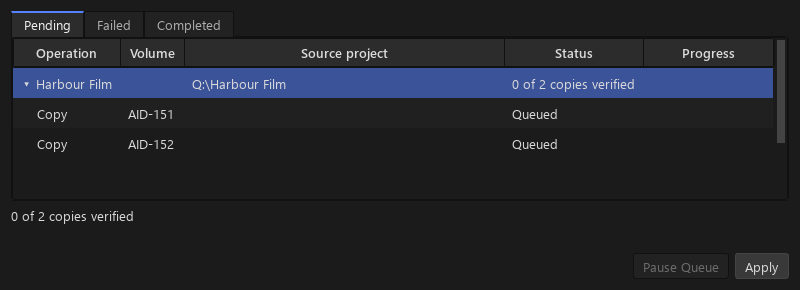 Pending Failed Completed
Operation Volume Source project Status Progress
Harbour Film Q:\Harbour Film 0 of 2 copies verified
Copy AID-151 Queued
Copy AID-152 Queued
0 of 2 copies verified
Pause Queue Apply